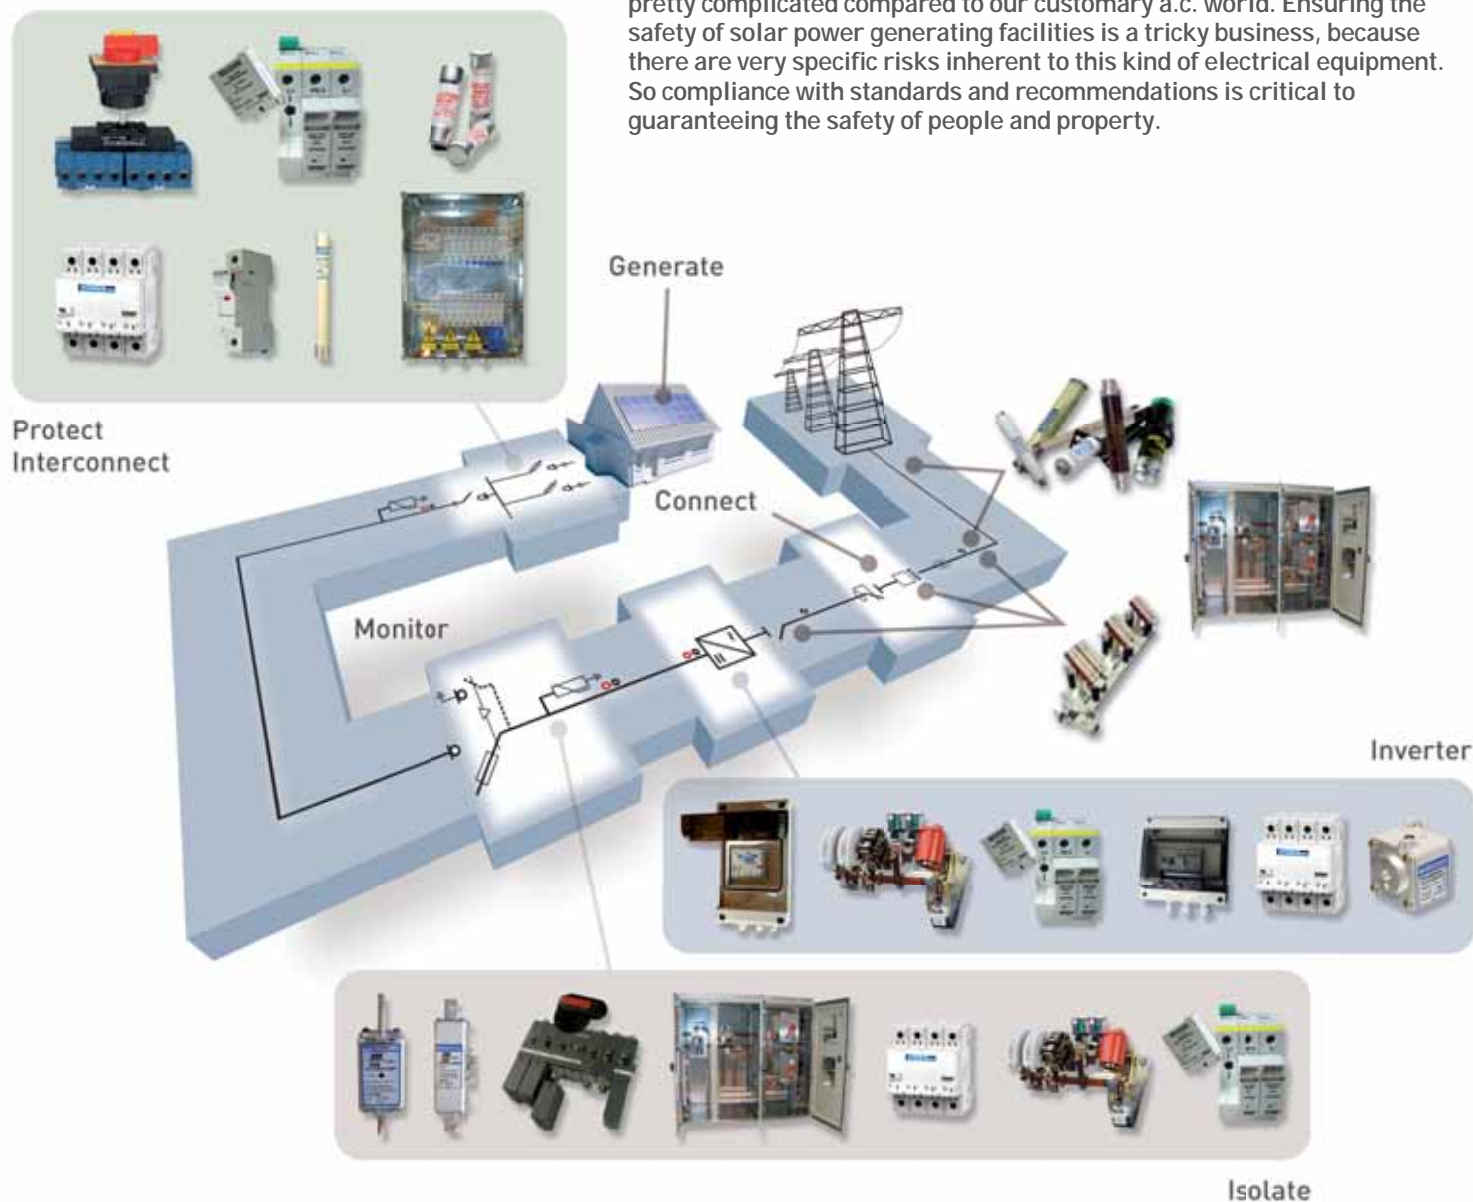 pretty complicated compared to our customary a.c. world. Ensuring the
safety of solar power generating facilities is a tricky business, because
there are very specific risks inherent to this kind of electrical equipment.
So compliance with standards and recommendations is critical to
guaranteeing the safety of people and property.
Generate
Protect
Interconnect
Connect
Monitor
Inverter
Isolate